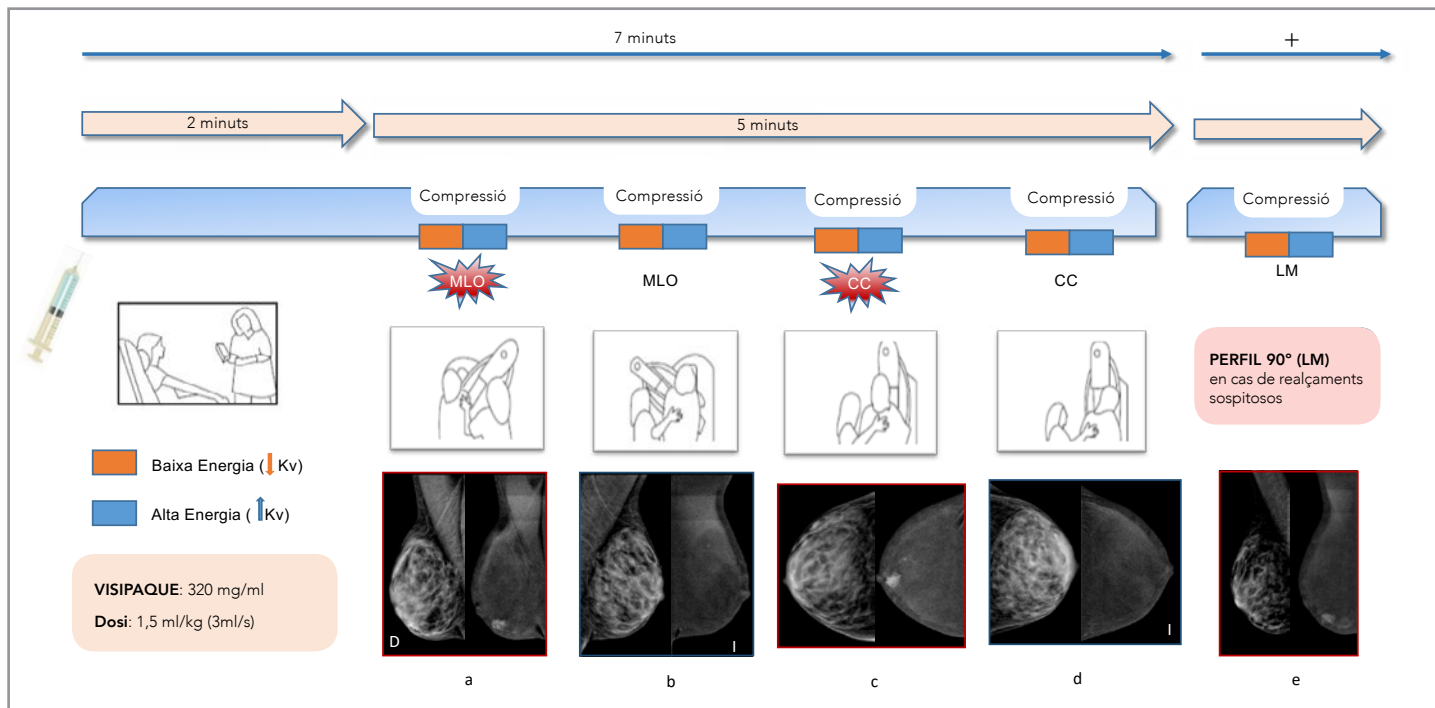 7 minuts
+
2 minuts
5 minuts
Compressió
Compressió
Compressió
Compressió
Compressió
MLO
MLO
CC
CC
LM
PERFIL 90° (LM)
en cas de realçaments
sospitosos
Baixa Energia (↓Kv)
Alta Energia (↑Kv)
VISIPAQUE: 320 mg/ml
Dosi: 1,5 ml/kg (3ml/s)
D
I
I
a
b
c
d
e